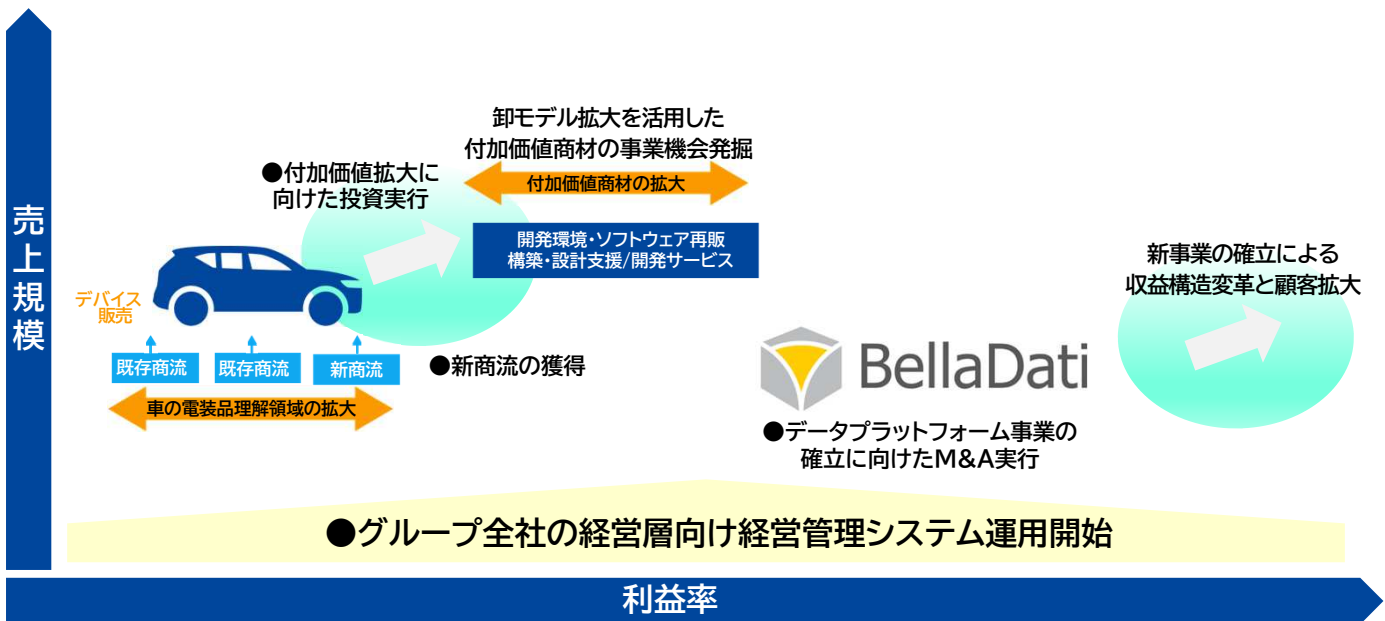 売上規模
卸モデル拡大を活用した
付加価値商材の事業機会発掘
付加価値商材の拡大
●付加価値拡大に
向けた投資実行
開発環境・ソフトウェア再販
構築・設計支援/開発サービス
新事業の確立による
収益構造変革と顧客拡大
デバイス
販売
既存商流
既存商流
新商流
●新商流の獲得
車の電装品理解領域の拡大
BellaDati
●データプラットフォーム事業の
確立に向けたM&A実行
●グループ全社の経営層向け経営管理システム運用開始
利益率